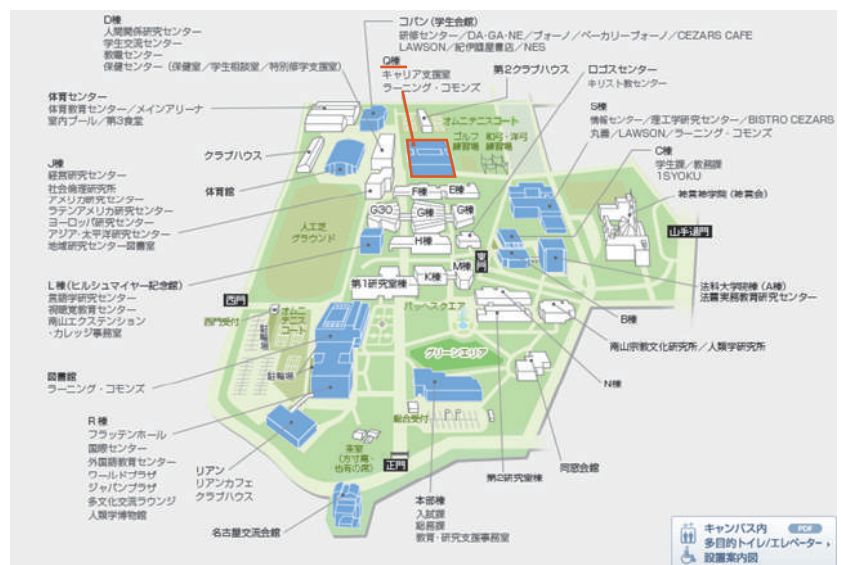 D棟
人間関係研究センター
学生交流センター
教職センター
保健センター（保健室／学生相談室／特別修学支援室）
コパン（学生会館）
研修センター／DA・GA・NE／ブォーノ／ベーカリーブォーノ／CEZARS CAFE
LAWSON／紀伊國屋書店／NES
Q棟
キャリア支援室
ラーニング・コモンズ
第2クラブハウス
ロゴスセンター
キリスト教センター
体育センター
体育教育センター／メインアリーナ
室内プール／第3食堂
S棟
情報センター／理工学研究センター／BISTRO CEZARS
丸善／LAWSON／ラーニング・コモンズ
オムニテニスコート
ゴルフ
練習場
和弓・洋弓
練習場
クラブハウス
C棟
学生課／教務課
1SYOKU
J棟
経営研究センター
社会倫理研究所
アメリカ研究センター
ラテンアメリカ研究センター
ヨーロッパ研究センター
アジア・太平洋研究センター
地域研究センター図書室
体育館
F棟
E棟
神言神学院（神言会）
人工芝
グラウンド
G30
G棟
G棟
H棟
山手通門
東門
L棟（ヒルシュマイヤー記念館）
言語学研究センター
視聴覚教育センター
南山エクステンション
・カレッジ事務室
第1研究室棟
K棟
M棟
法科大学院棟（A棟）
法曹実務教育研究センター
西門
西門受付
オムニ
テニス
コート
駐輪場
パッヘスクエア
B棟
グリーンエリア
南山宗教文化研究所／人類学研究所
図書館
ラーニング・コモンズ
駐輪場
N棟
R棟
フラッテンホール
国際センター
外国語教育センター
ワールドプラザ
ジャパンプラザ
多文化交流ラウンジ
人類学博物館
総合受付
リアン
リアンカフェ
クラブハウス
茶室
（方寸庵・
也有の席）
正門
第2研究室棟
同窓会館
名古屋交流会館
本部棟
入試課
総務課
教育・研究支援事務室
キャンパス内 PDF
多目的トイレ/エレベーター
設置案内図